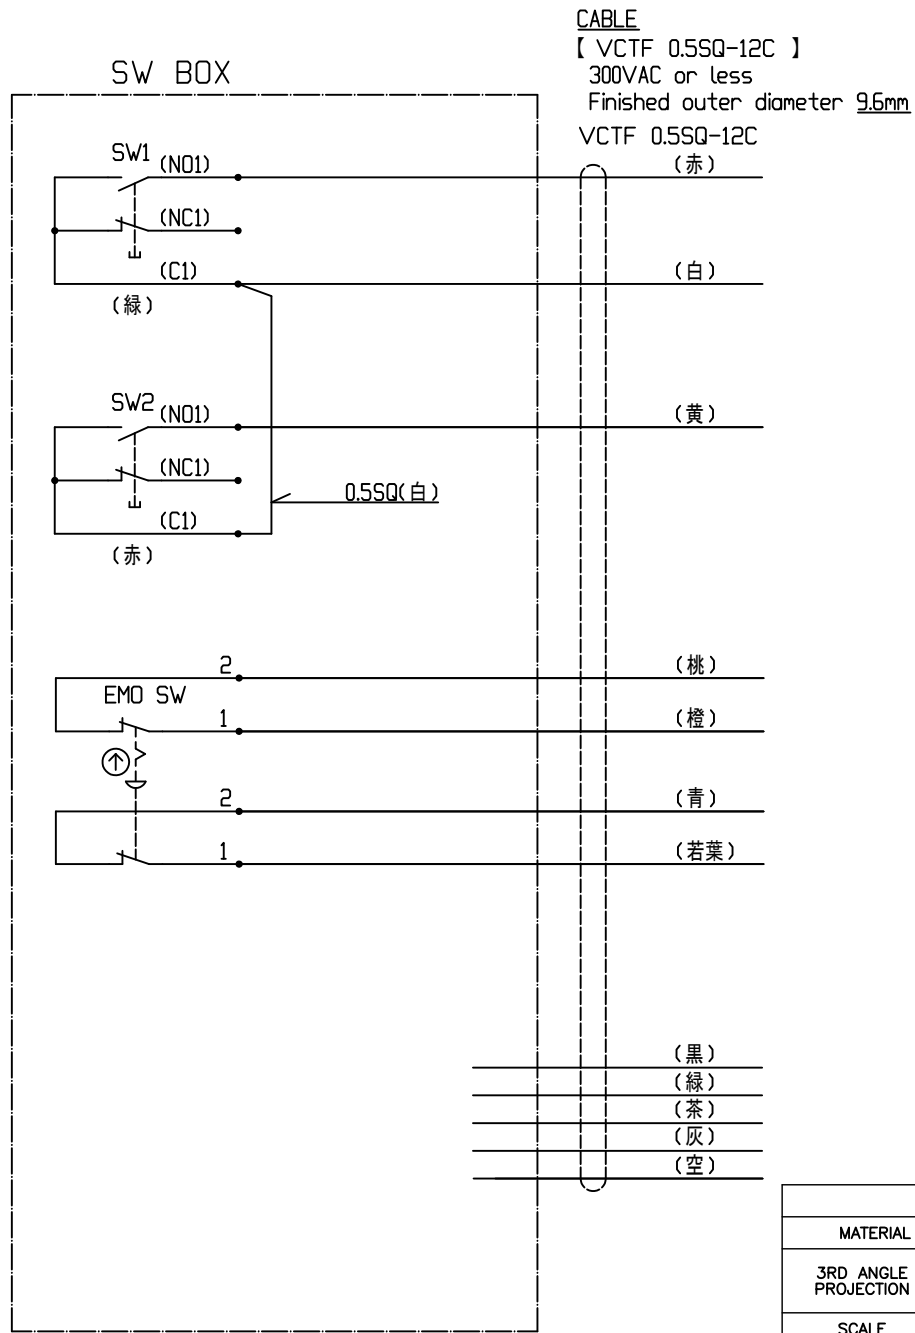 CABLE
【 VCTF 0.5SQ-12C 】
300VAC or less
Finished outer diameter 9.6mm
VCTF 0.5SQ-12C
SW BOX
SW1
(NO1)
(赤)
(NC1)
(C1)
(白)
(緑)
SW2
(NO1)
(黄)
(NC1)
0.5SQ(白)
(C1)
(赤)
2
(桃)
EMO SW
1
(橙)
2
(青)
1
(若葉)
(黒)
(緑)
(茶)
(灰)
(空)
MATERIAL
3RD ANGLE
PROJECTION
SCALE